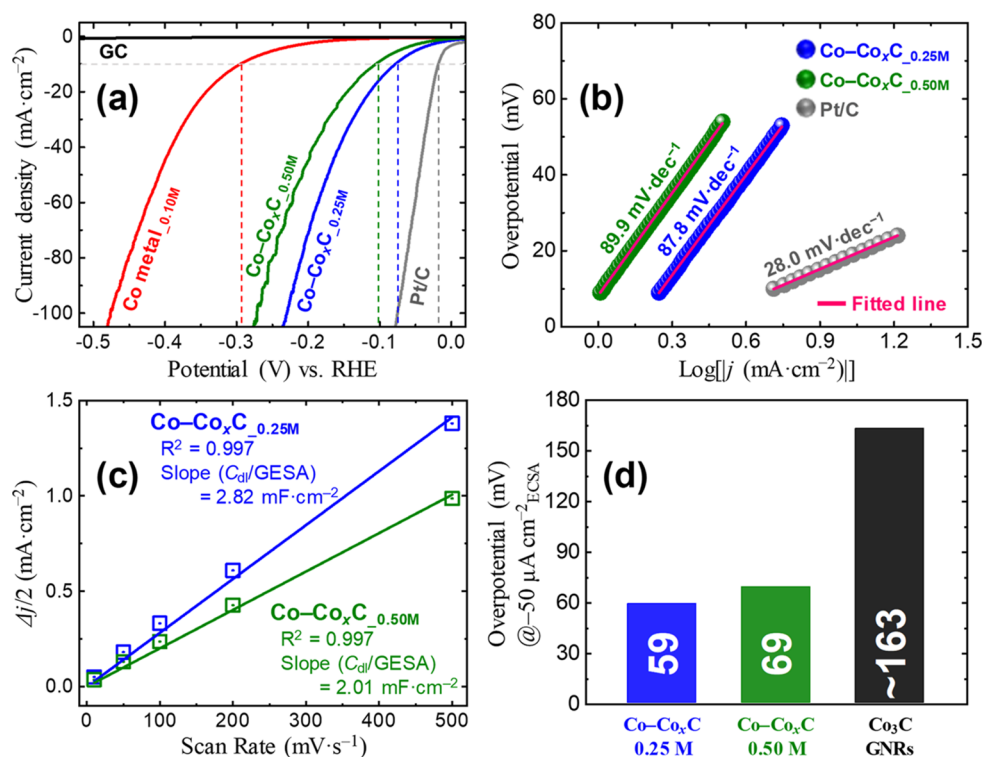 (a)
GC
Co metal_0.10M
Co–CoxC_0.50M
Co–CoxC_0.25M
Pt/C
0
-20
-40
-60
-80
-100
Current density (mA·cm−2)
-0.5 -0.4 -0.3 -0.2 -0.1 0.0
Potential (V) vs. RHE
(b)
Co–CoxC_0.25M
Co–CoxC_0.50M
Pt/C
89.9 mV·dec−1
87.8 mV·dec−1
28.0 mV·dec−1
Fitted line
80
60
40
20
0
Overpotential (mV)
0.0 0.3 0.6 0.9 1.2 1.5
Log[|j (mA·cm−2)|]
(c)
Co–CoxC_0.25M
R2 = 0.997
Slope (Cdl/GESA)
= 2.82 mF·cm−2
Co–CoxC_0.50M
R2 = 0.997
Slope (Cdl/GESA)
= 2.01 mF·cm−2
1.5
1.0
0.5
0.0
Δj/2 (mA·cm−2)
0 100 200 300 400 500
Scan Rate (mV·s−1)
(d)
180
150
120
90
60
30
0
Overpotential (mV)
@−50 μA cm−2ECSA
59
69
~163
Co–CoxC
0.25 M
Co–CoxC
0.50 M
Co3C
GNRs